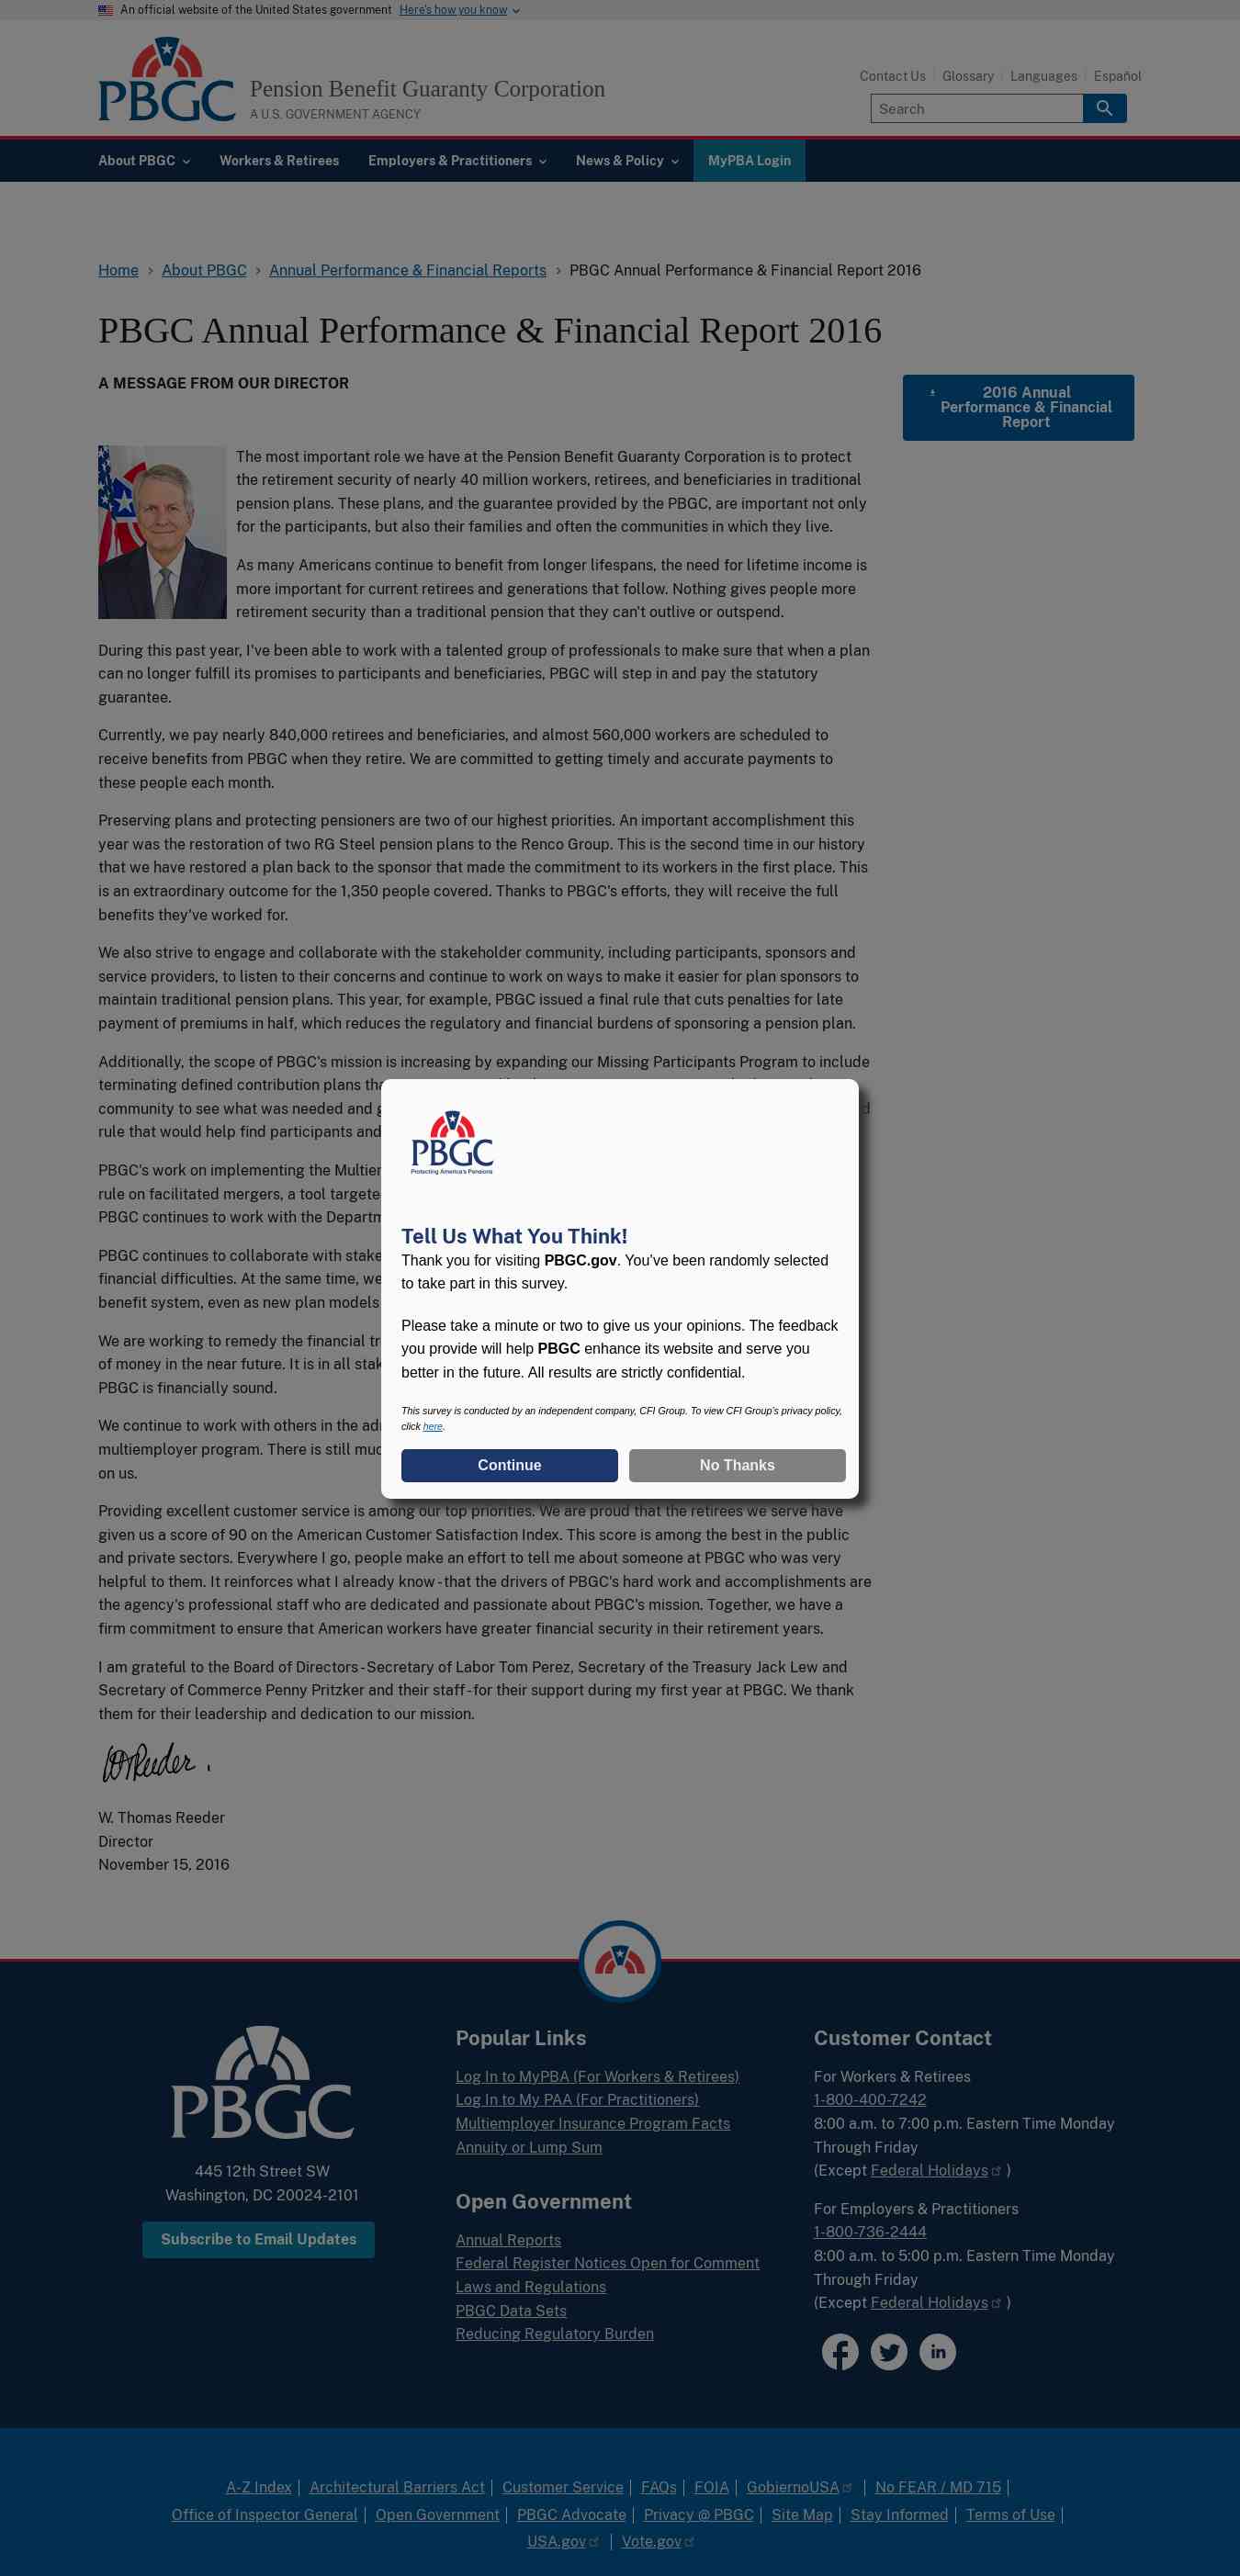 An official website of the United States government Here's how you know
PBGC
Pension Benefit Guaranty Corporation
A U.S. GOVERNMENT AGENCY
Contact Us
Glossary
Languages
Español
Search
About PBGC
Workers & Retirees
Employers & Practitioners
News & Policy
MyPBA Login
Home > About PBGC > Annual Performance & Financial Reports > PBGC Annual Performance & Financial Report 2016
PBGC Annual Performance & Financial Report 2016
A MESSAGE FROM OUR DIRECTOR
2016 Annual
Performance & Financial
Report
The most important role we have at the Pension Benefit Guaranty Corporation is to protect
the retirement security of nearly 40 million workers, retirees, and beneficiaries in traditional
pension plans. These plans, and the guarantee provided by the PBGC, are important not only
for the participants, but also their families and often the communities in which they live.
As many Americans continue to benefit from longer lifespans, the need for lifetime income is
more important for current retirees and generations that follow. Nothing gives people more
retirement security than a traditional pension that they can't outlive or outspend.
During this past year, I've been able to work with a talented group of professionals to make sure that when a plan
can no longer fulfill its promises to participants and beneficiaries, PBGC will step in and pay the statutory
guarantee.
Currently, we pay nearly 840,000 retirees and beneficiaries, and almost 560,000 workers are scheduled to
receive benefits from PBGC when they retire. We are committed to getting timely and accurate payments to
these people each month.
Preserving plans and protecting pensioners are two of our highest priorities. An important accomplishment this
year was the restoration of two RG Steel pension plans to the Renco Group. This is the second time in our history
that we have restored a plan back to the sponsor that made the commitment to its workers in the first place. This
is an extraordinary outcome for the 1,350 people covered. Thanks to PBGC's efforts, they will receive the full
benefits they've worked for.
We also strive to engage and collaborate with the stakeholder community, including participants, sponsors and
service providers, to listen to their concerns and continue to work on ways to make it easier for plan sponsors to
maintain traditional pension plans. This year, for example, PBGC issued a final rule that cuts penalties for late
payment of premiums in half, which reduces the regulatory and financial burdens of sponsoring a pension plan.
Additionally, the scope of PBGC's mission is increasing by expanding our Missing Participants Program to include
terminating defined contribution plans
community to see what was needed and
rule that would help find participants and
PBGC's work on implementing the
rule on facilitated mergers, a tool
PBGC continues to work with the
PBGC continues to collaborate with
financial difficulties. At the same time, we
benefit system, even as new plan models
We are working to remedy the financial
of money in the near future. It is in all
PBGC is financially sound.
We continue to work with others in the
multiemployer program. There is still
on us.
PBGC
Protecting America's Pensions
Tell Us What You Think!
Thank you for visiting PBGC.gov. You've been randomly selected
to take part in this survey.
Please take a minute or two to give us your opinions. The feedback
you provide will help PBGC enhance its website and serve you
better in the future. All results are strictly confidential.
This survey is conducted by an independent company, CFI Group. To view CFI Group's privacy policy,
click here.
Continue
No Thanks
Providing excellent customer service is among our top priorities. We are proud that the retirees we serve have
given us a score of 90 on the American Customer Satisfaction Index. This score is among the best in the public
and private sectors. Everywhere I go, people make an effort to tell me about someone at PBGC who was very
helpful to them. It reinforces what I already know-that the drivers of PBGC's hard work and accomplishments are
the agency's professional staff who are dedicated and passionate about PBGC's mission. Together, we have a
firm commitment to ensure that American workers have greater financial security in their retirement years.
I am grateful to the Board of Directors-Secretary of Labor Tom Perez, Secretary of the Treasury Jack Lew and
Secretary of Commerce Penny Pritzker and their staff-for their support during my first year at PBGC. We thank
them for their leadership and dedication to our mission.
W. Thomas Reeder
Director
November 15, 2016
PBGC
445 12th Street SW
Washington, DC 20024-2101
Subscribe to Email Updates
Popular Links
Log In to MyPBA (For Workers & Retirees)
Log In to My PAA (For Practitioners)
Multiemployer Insurance Program Facts
Annuity or Lump Sum
Open Government
Annual Reports
Federal Register Notices Open for Comment
Laws and Regulations
PBGC Data Sets
Reducing Regulatory Burden
Customer Contact
For Workers & Retirees
1-800-400-7242
8:00 a.m. to 7:00 p.m. Eastern Time Monday
Through Friday
(Except Federal Holidays )
For Employers & Practitioners
1-800-736-2444
8:00 a.m. to 5:00 p.m. Eastern Time Monday
Through Friday
(Except Federal Holidays )
A-Z Index | Architectural Barriers Act | Customer Service | FAQs | FOIA | GobiernoUSA | No FEAR / MD 715 |
Office of Inspector General | Open Government | PBGC Advocate | Privacy @ PBGC | Site Map | Stay Informed | Terms of Use |
USA.gov | Vote.gov